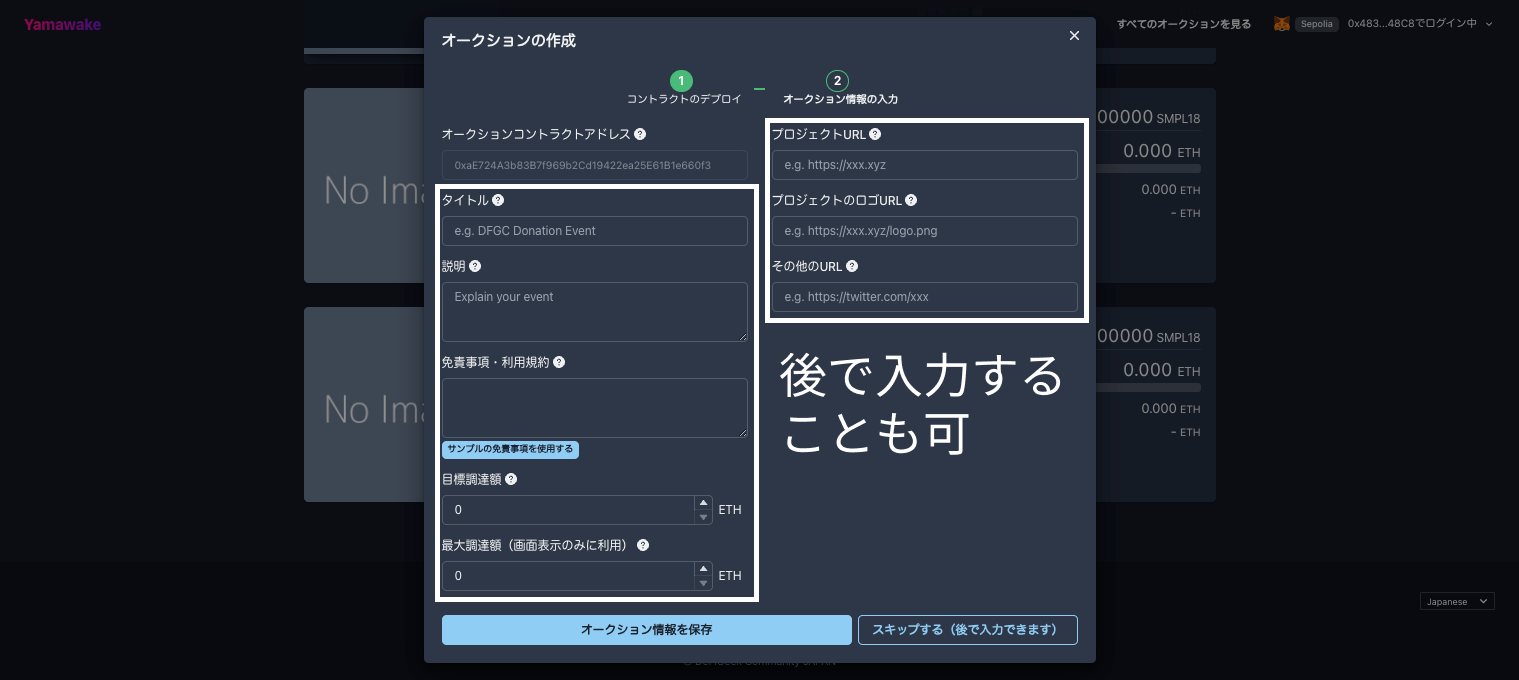 Yamawake
すべてのオークションを見る
Sepolia
0x483...48C8でログイン中
オークションの作成
1
2
コントラクトのデプロイ
オークション情報の入力
オークションコントラクトアドレス ?
0xaE724A3b83B7f969b2Cd19422ea25E61B1e660f3
タイトル ?
e.g. DFGC Donation Event
説明 ?
Explain your event
免責事項・利用規約 ?
サンプルの免責事項を使用する
目標調達額 ?
0 ETH
最大調達額（画面表示のみに利用） ?
0 ETH
プロジェクトURL ?
e.g. https://xxx.xyz
プロジェクトのロゴURL ?
e.g. https://xxx.xyz/logo.png
その他のURL ?
e.g. https://twitter.com/xxx
後で入力する
ことも可
オークション情報を保存
スキップする（後で入力できます）
No Ima
00000 SMPL18
0.000 ETH
0.000 ETH
- ETH
No Ima
00000 SMPL18
0.000 ETH
0.000 ETH
- ETH
Japanese